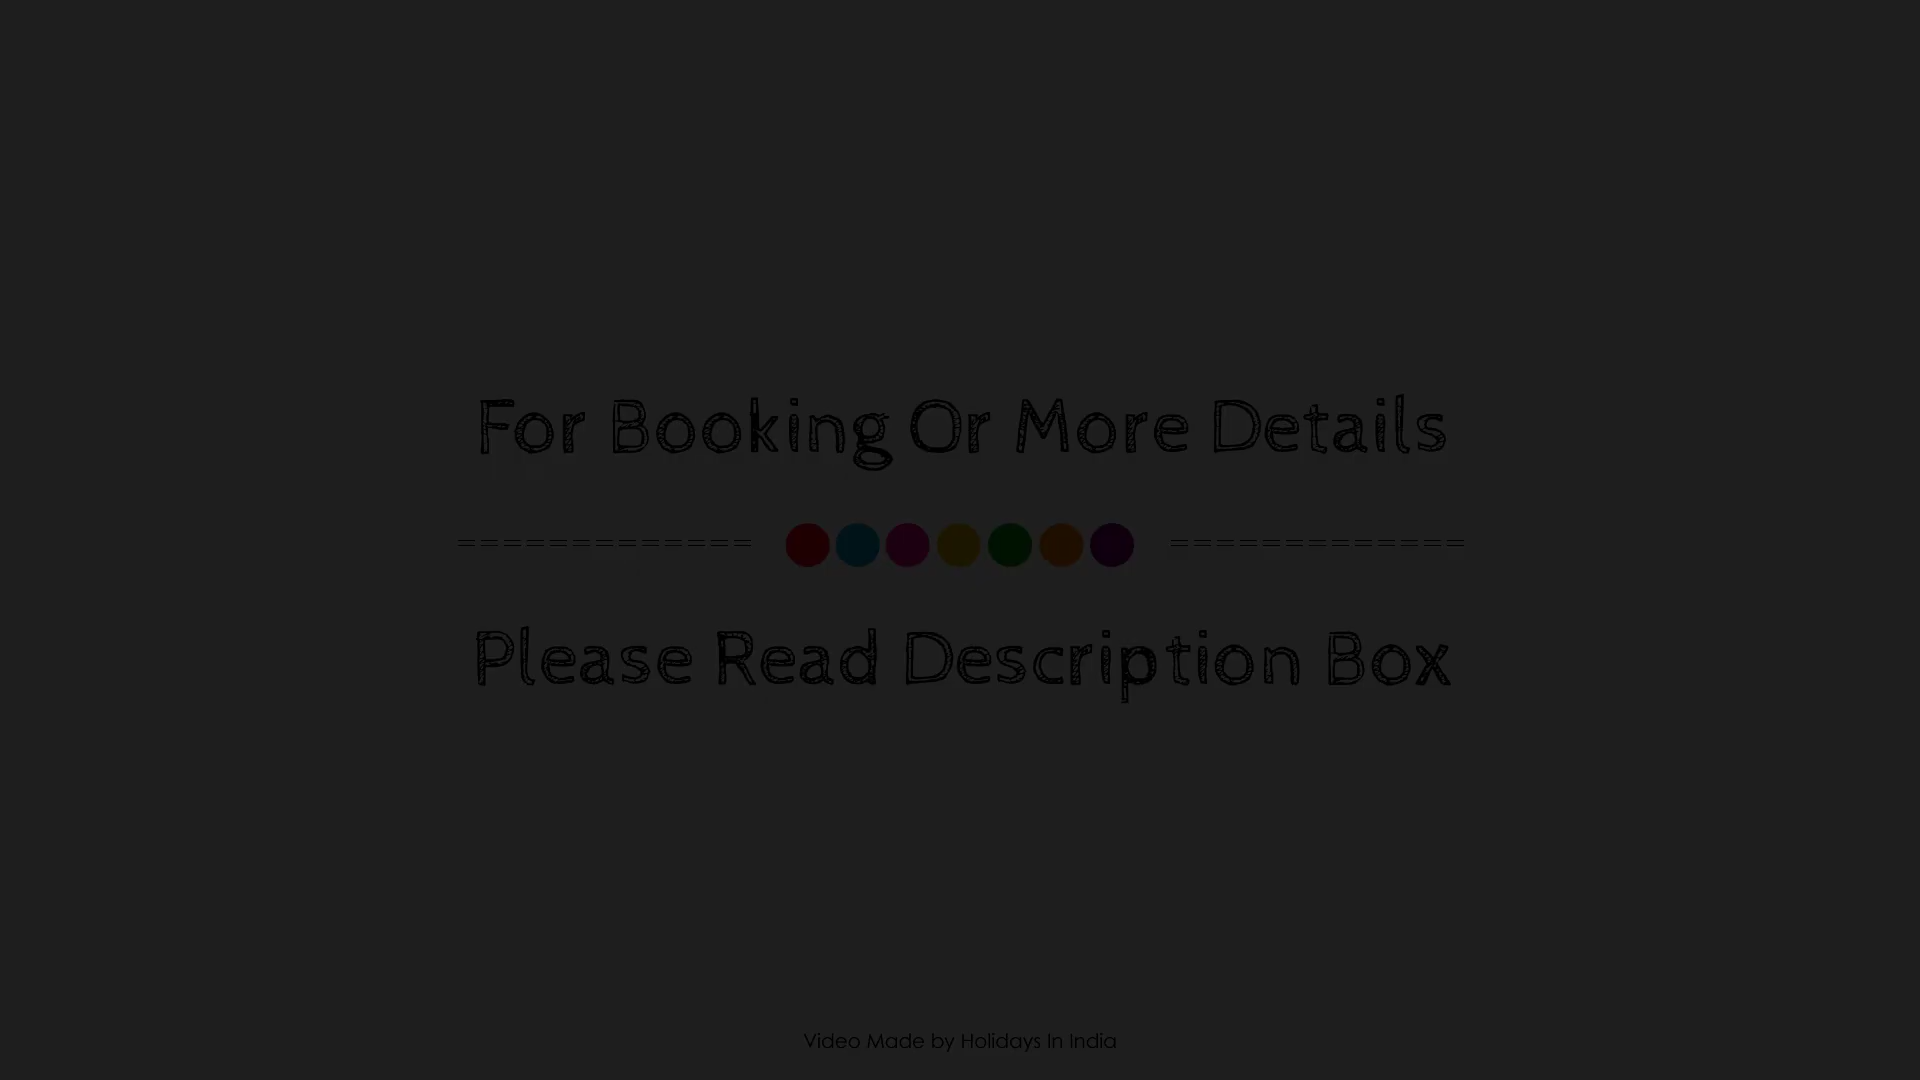 For Booking Or More Details
============= =============
Please Read Description Box
Video Made by Holidays In India